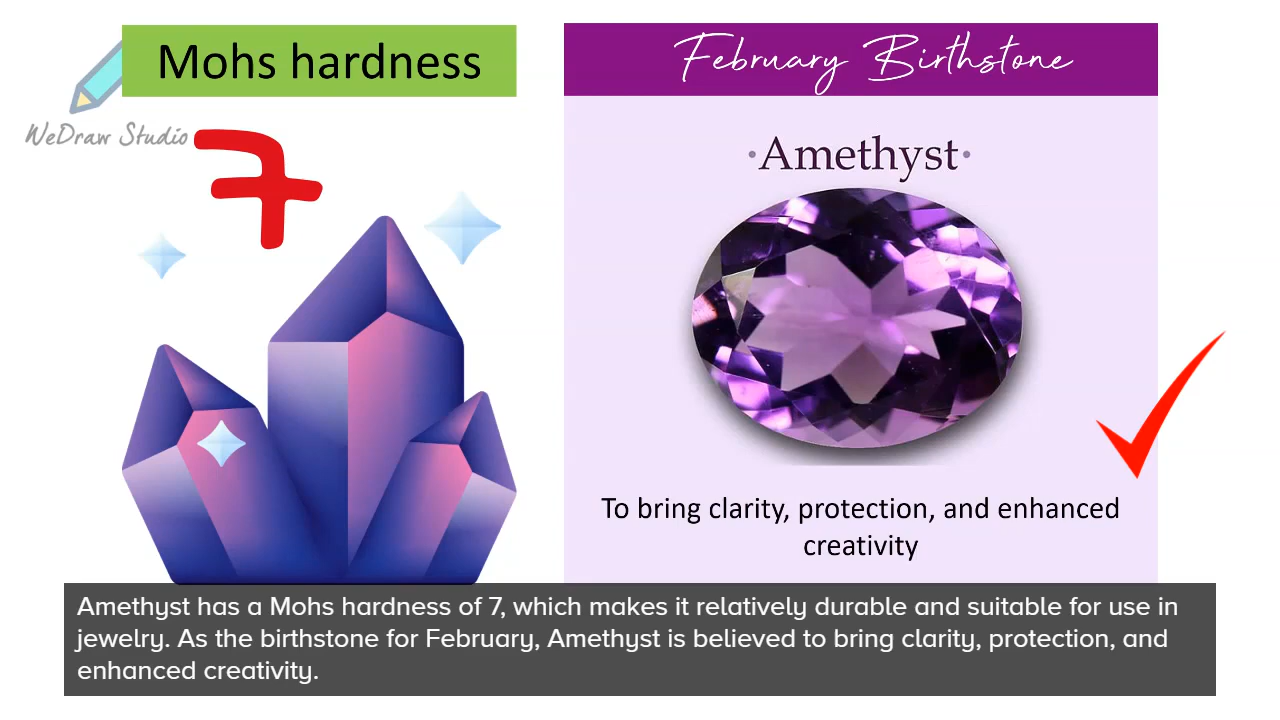 Mohs hardness
WeDraw Studio
7
February Birthstone
·Amethyst·
To bring clarity, protection, and enhanced
creativity
Amethyst has a Mohs hardness of 7, which makes it relatively durable and suitable for use in
jewelry. As the birthstone for February, Amethyst is believed to bring clarity, protection, and
enhanced creativity.